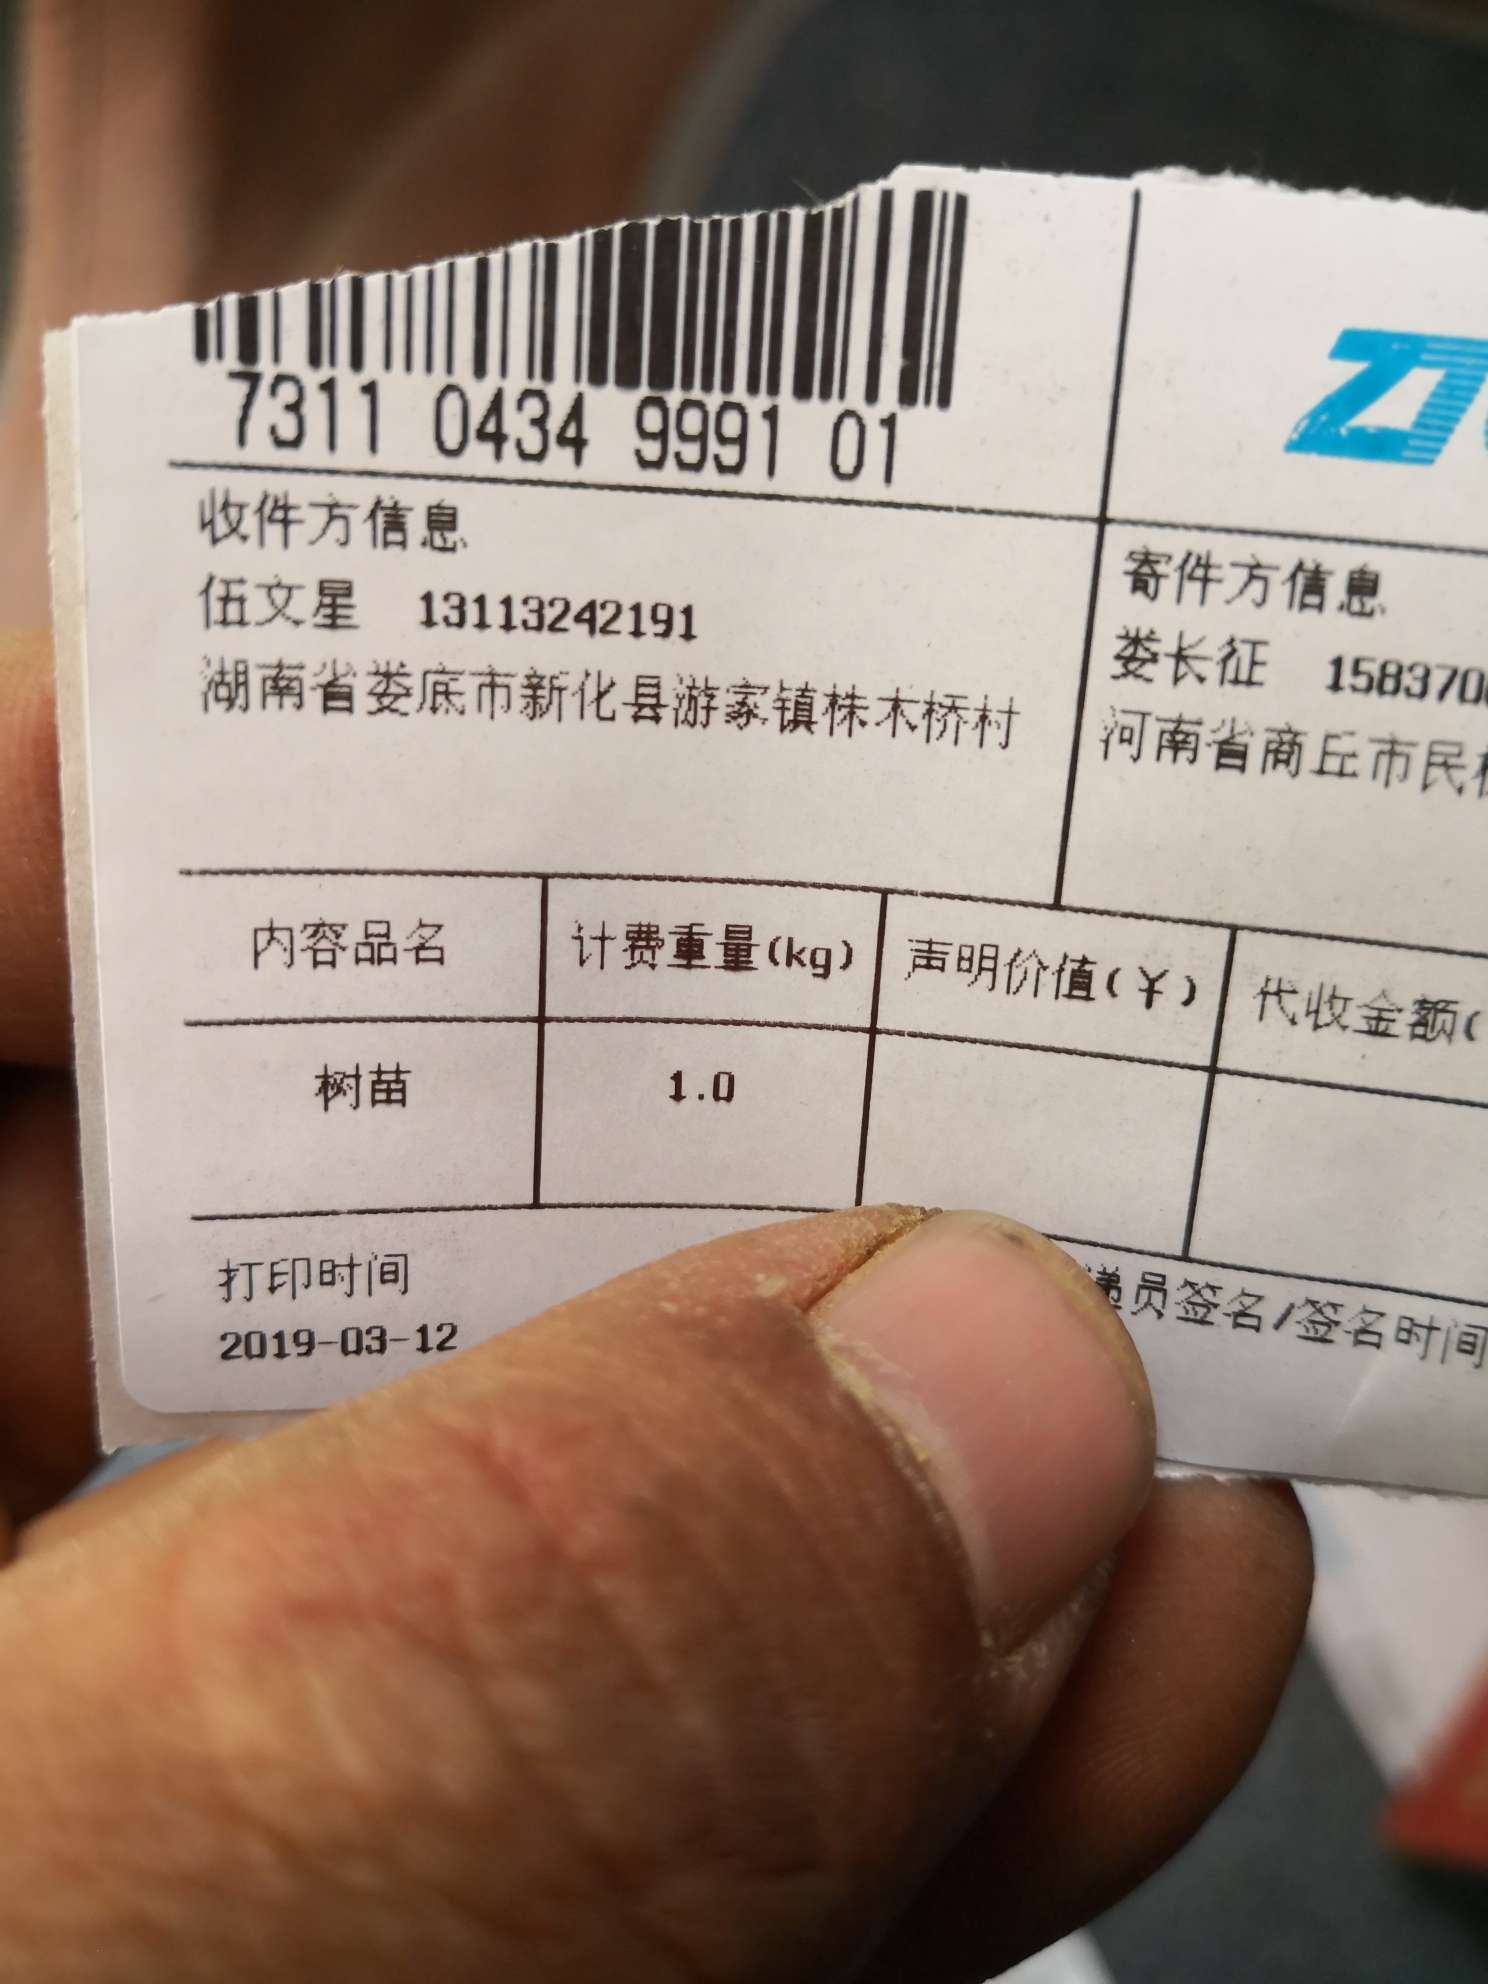 7311 0434 9991 01
收件方信息
伍文星 13113242191
湖南省娄底市新化县游家镇株木桥村
寄件方信息
娄长征 1583700
河南省商丘市民
内容品名 计费重量(kg) 声明价值(¥) 代收金额(
树苗 1.0
打印时间
2019-03-12
递员签名/签名时间